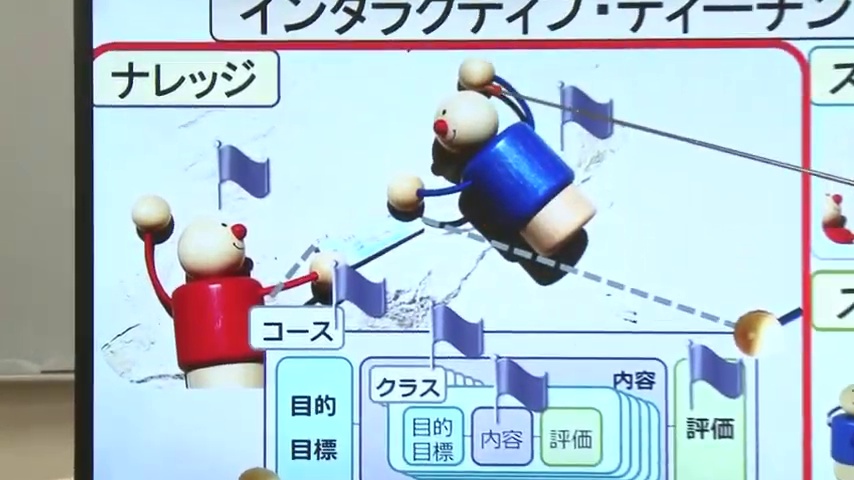 インタラクティブ・ティーチン
ナレッジ
ス
コース
クラス
内容
目的
目標
目的
目標
内容
評価
評価
ス